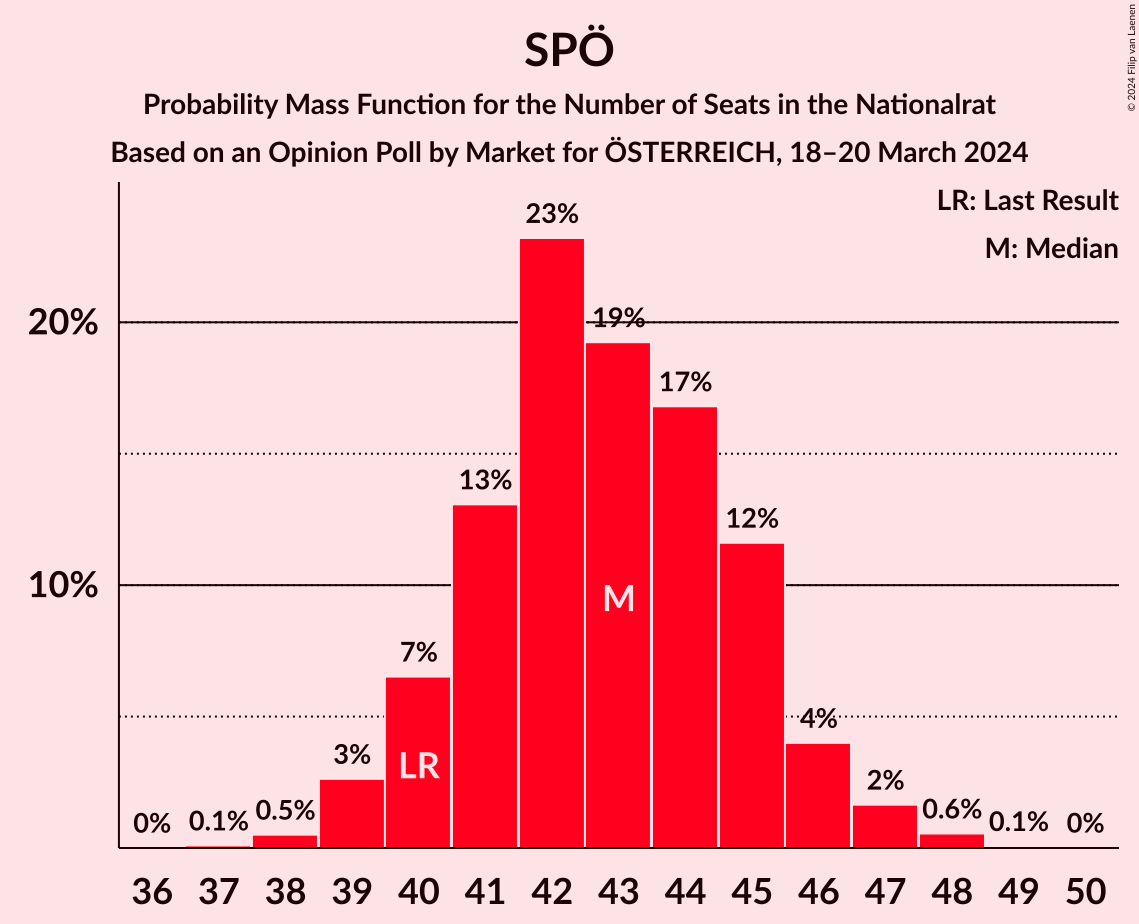 SPÖ
Probability Mass Function for the Number of Seats in the Nationalrat
Based on an Opinion Poll by Market for ÖSTERREICH, 18–20 March 2024
© 2024 Filip van Laenen
LR: Last Result
M: Median
20%
10%
0% 0.1% 0.5% 3% 7% 13% 23% 19% 17% 12% 4% 2% 0.6% 0.1% 0%
LR M
36 37 38 39 40 41 42 43 44 45 46 47 48 49 50